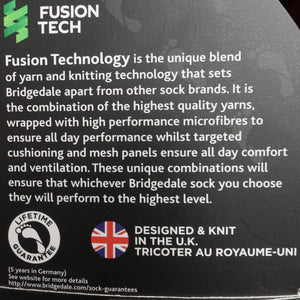 FUSION
TECH
Fusion Technology is the unique blend
of yarn and knitting technology that sets
Bridgedale apart from other sock brands. It is
the combination of the highest quality yarns,
wrapped with high performance microfibres to
ensure all day performance whilst targeted
cushioning and mesh panels ensure all day comfort
and ventilation. These unique combinations will
ensure that whichever Bridgedale sock you choose
they will perform to the highest level.
LIFETIME
GUARANTEE
DESIGNED & KNIT
IN THE U.K.
TRICOTER AU ROYAUME-UNI
(5 years in Germany)
See website for more details
http://www.bridgedale.com/sock-guarantees